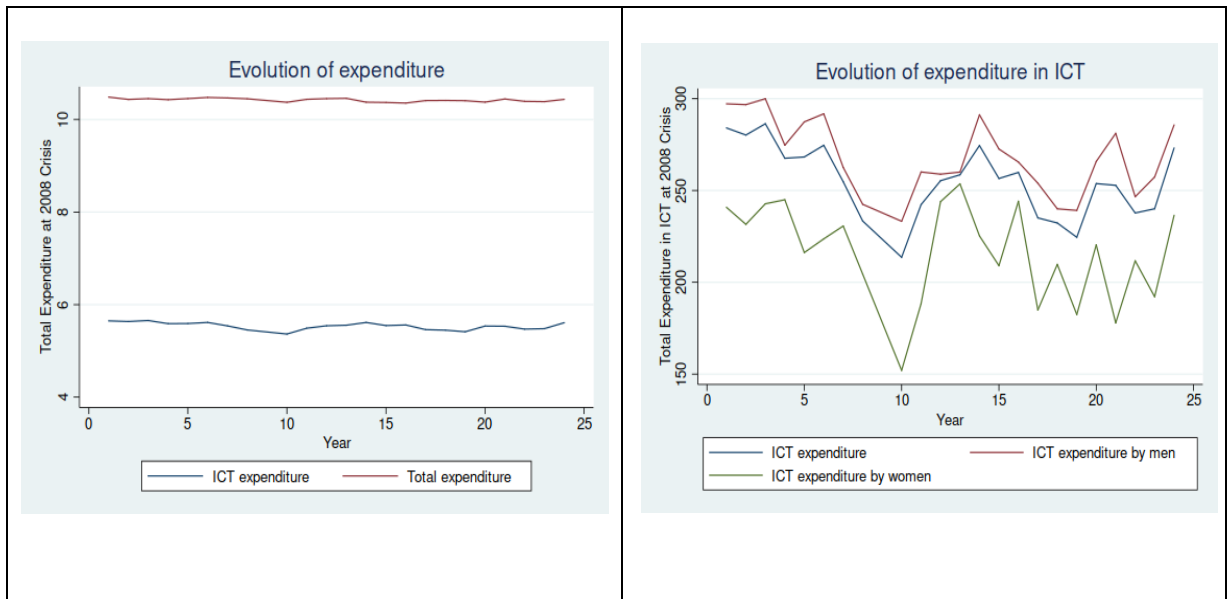 Evolution of expenditure
Total Expenditure at 2008 Crisis
10
8
6
4
0 5 10 15 20 25
Year
ICT expenditure Total expenditure
Evolution of expenditure in ICT
Total Expenditure in ICT at 2008 Crisis
300
250
200
150
0 5 10 15 20 25
Year
ICT expenditure ICT expenditure by men
ICT expenditure by women